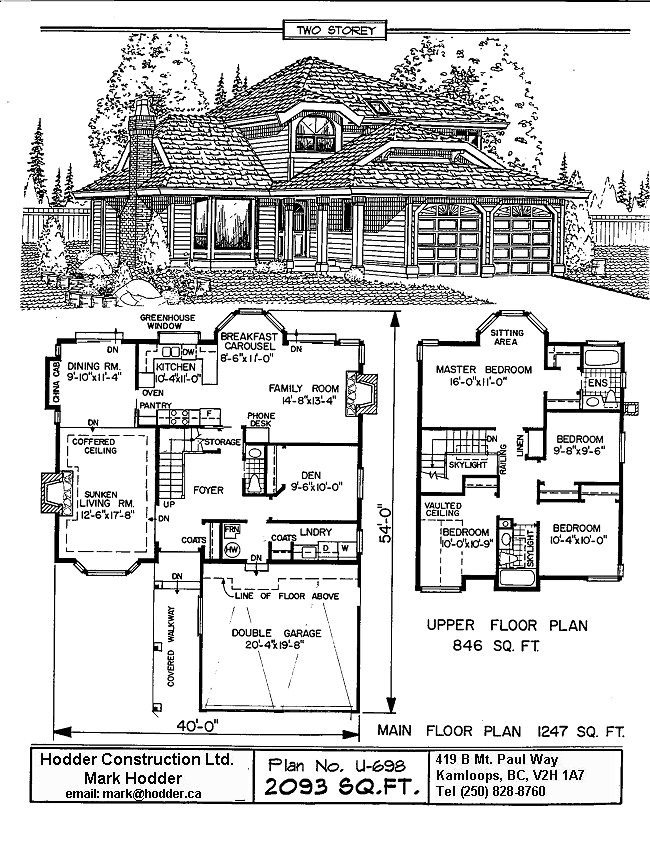 TWO STOREY
GREENHOUSE
WINDOW
BREAKFAST
CAROUSEL
8'-6"x11'-0"
DN
DN
DINING RM.
9'-10"x11'-4"
CHINA CAB.
DW
KITCHEN
10'-4"x11'-0"
OVEN
PANTRY
F
FAMILY ROOM
14'-8"x13'-4"
PHONE
DESK
DN
COFFERED
CEILING
STORAGE
SUNKEN
LIVING RM.
12'-6"x17'-8"
DN
UP
FOYER
DEN
9'-6"x10'-0"
COATS
FRN
HW
COATS
LNDRY
D W
DN
DN
LINE OF FLOOR ABOVE
COVERED WALKWAY
DOUBLE GARAGE
20'-4"x19'-8"
54'-0"
40'-0"
MAIN FLOOR PLAN 1247 SQ. FT.
SITTING
AREA
MASTER BEDROOM
16'-0"x11'-0"
ENS
DN
SKYLIGHT
RAILING
LINEN
BEDROOM
9'-8"x9'-6"
VAULTED
CEILING
BEDROOM
10'-0"x10'-9"
SKYLIGHT
BEDROOM
10'-4"x10'-0"
UPPER FLOOR PLAN
846 SQ. FT.
Hodder Construction Ltd.
Mark Hodder
email: mark@hodder.ca
Plan No. U-698
2093 SQ.FT.
419 B Mt. Paul Way
Kamloops, BC, V2H 1A7
Tel (250) 828-8760